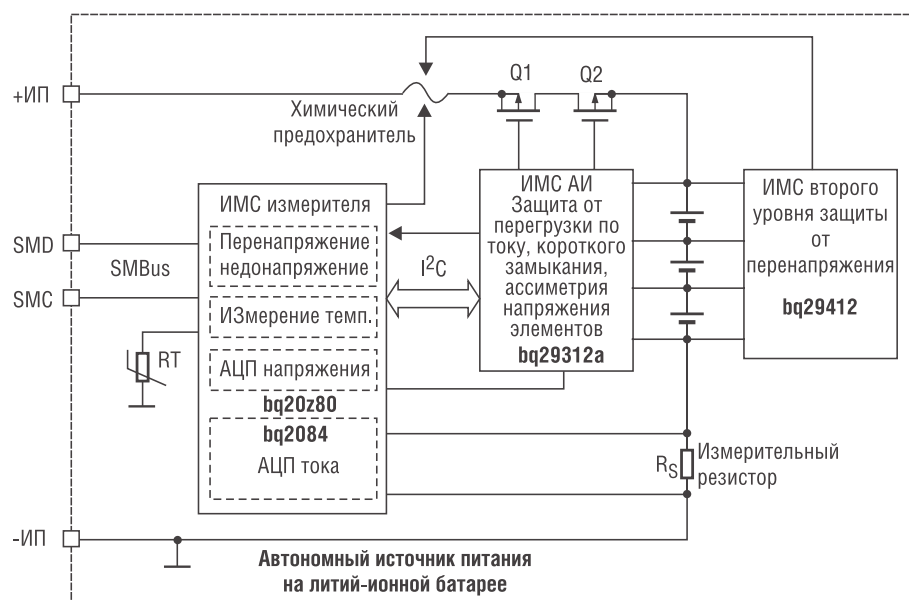 +ИП
Химический
предохранитель
Q1
Q2
ИМС измерителя
Перенапряжение
недонапряжение
ИЗмерение темп.
АЦП напряжения
bq20z80
bq2084
АЦП тока
SMD
SMBus
SMC
RT
I²C
ИМС АИ
Защита от
перегрузки по
току, короткого
замыкания,
ассиметрия
напряжения
элементов
bq29312a
ИМС второго
уровня защиты
от
перенапряжения
bq29412
RS
Измерительный
резистор
-ИП
Автономный источник питания
на литий-ионной батарее